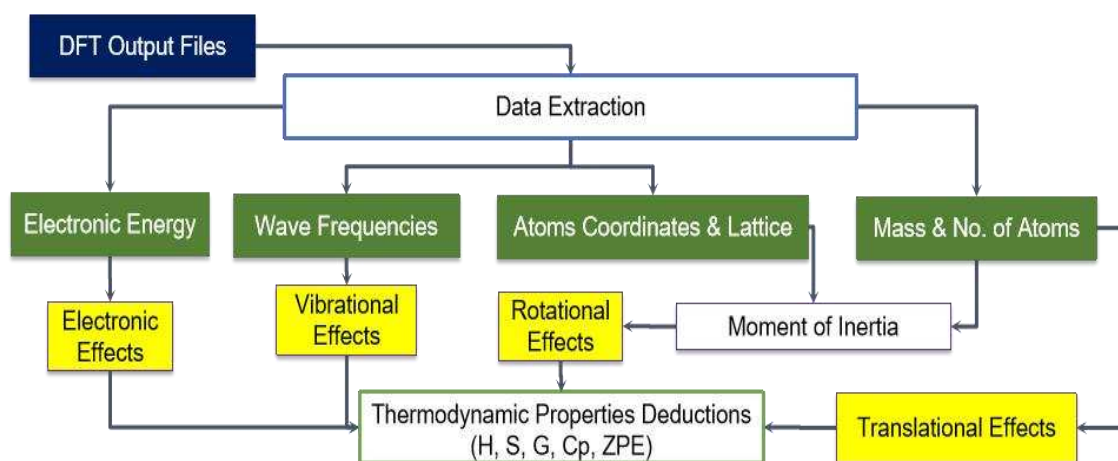 DFT Output Files
Data Extraction
Electronic Energy
Wave Frequencies
Atoms Coordinates & Lattice
Mass & No. of Atoms
Electronic
Effects
Vibrational
Effects
Rotational
Effects
Moment of Inertia
Thermodynamic Properties Deductions
(H, S, G, Cp, ZPE)
Translational Effects